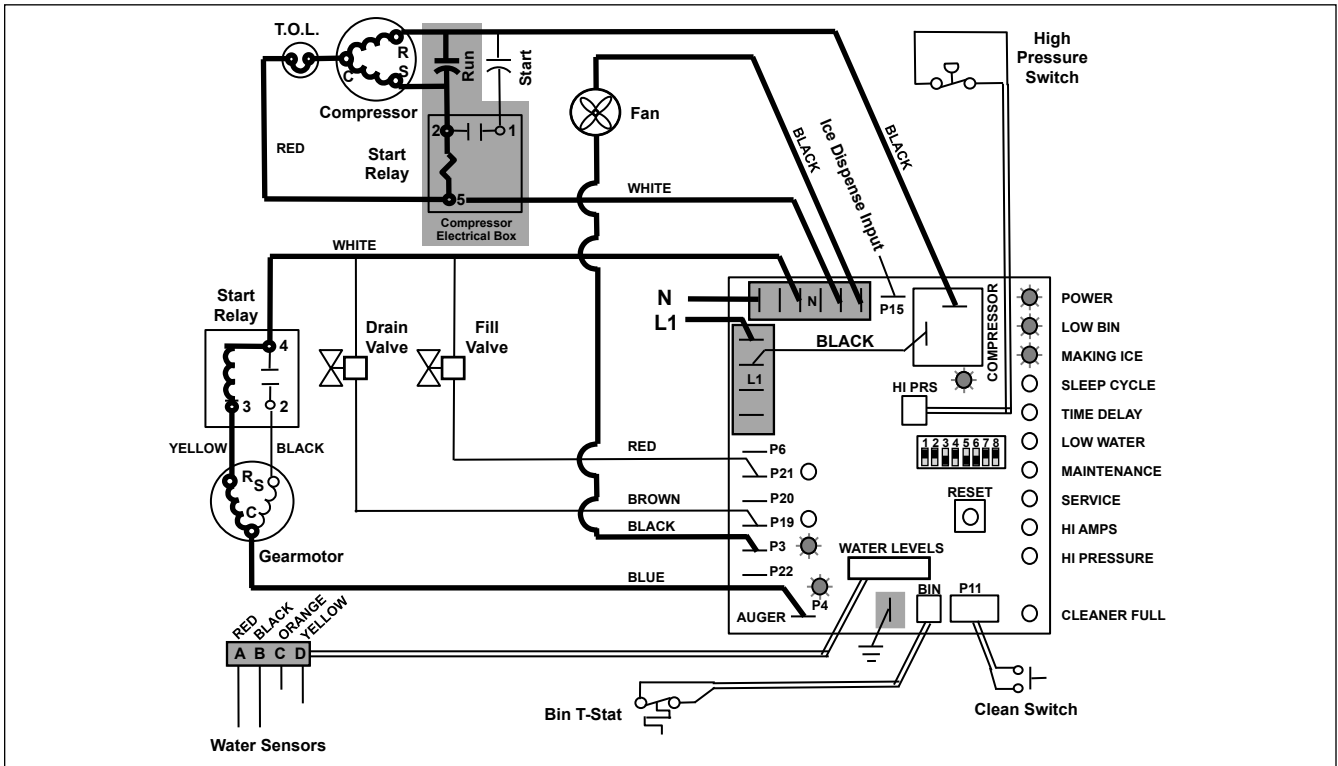 T.O.L.
C
R
S
Compressor
RED
Run
Start
2
1
Start
Relay
5
Compressor
Electrical Box
Fan
BLACK
Ice Dispense Input
BLACK
High
Pressure
Switch
WHITE
WHITE
Start
Relay
4
3
2
YELLOW
BLACK
R
S
C
Gearmotor
Drain
Valve
Fill
Valve
N
L1
N
P15
COMPRESSOR
BLACK
L1
HI PRS
1 2 3 4 5 6 7 8
RESET
POWER
LOW BIN
MAKING ICE
SLEEP CYCLE
TIME DELAY
LOW WATER
MAINTENANCE
SERVICE
HI AMPS
HI PRESSURE
CLEANER FULL
RED
P6
P21
BROWN
P20
P19
BLACK
P3
P22
BLUE
P4
AUGER
WATER LEVELS
BIN
P11
RED
BLACK
ORANGE
YELLOW
A B C D
Water Sensors
Bin T-Stat
Clean Switch